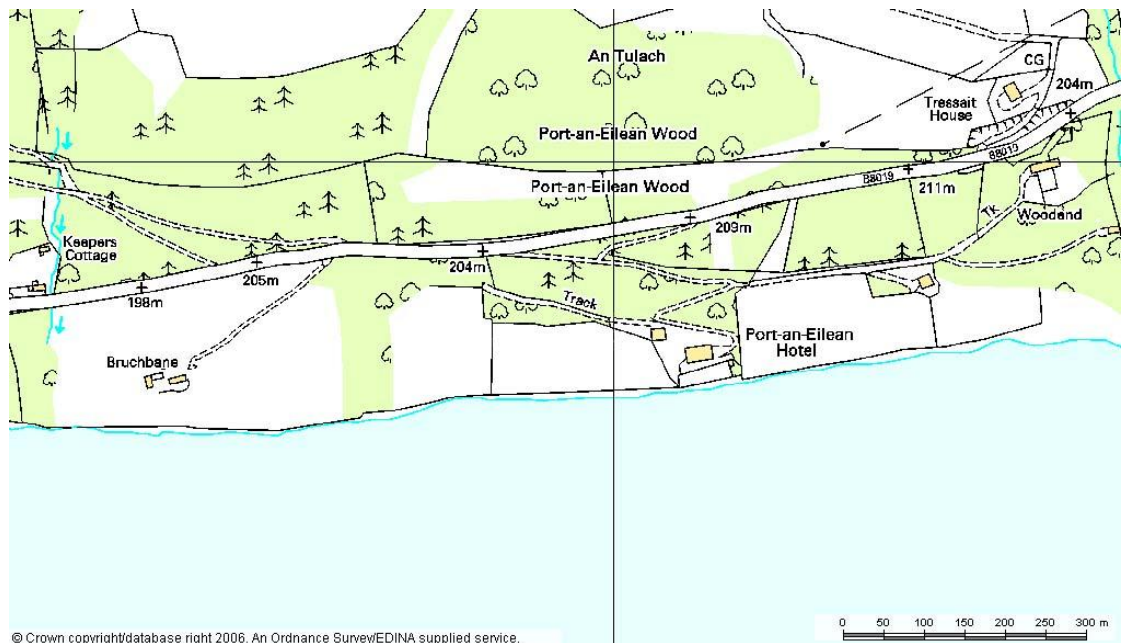 An Tulach
CG
204m
Tressait
House
Port-an-Eilean Wood
B8019
Port-an-Eilean Wood
B8019
211m
Tk
Woodend
209m
Keepers
Cottage
204m
205m
198m
Track
Port-an-Eilean
Hotel
Bruchbane
0 50 100 150 200 250 300 m
© Crown copyright/database right 2006. An Ordnance Survey/EDINA supplied service.